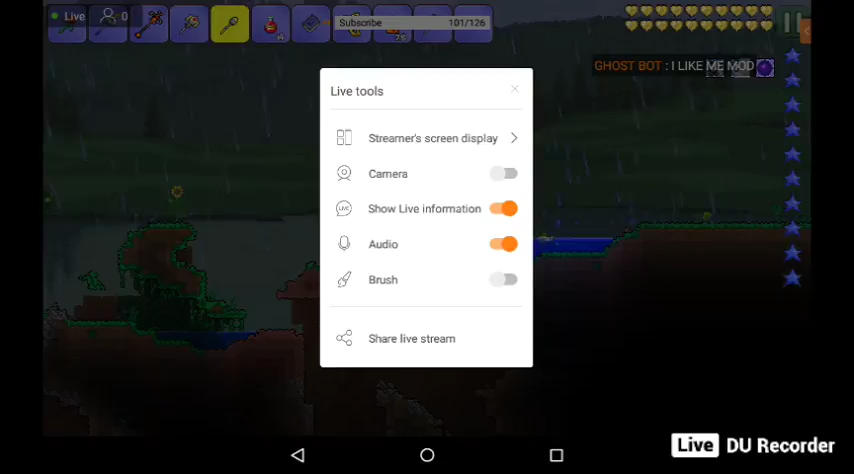 Live 0
Subscribe 101/126
GHOST BOT : I LIKE ME MOD
Live tools
Streamer's screen display
Camera
LIVE Show Live information
Audio
Brush
Share live stream
Live DU Recorder